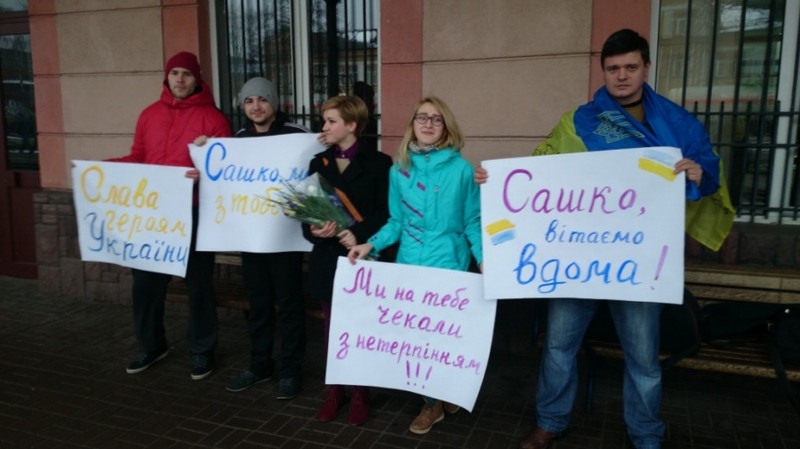 Слава
героям
України
Сашко, ми
з тобою
Ми на тебе
чекали
з нетерпінням
!!!
Сашко,
вітаємо
вдома!